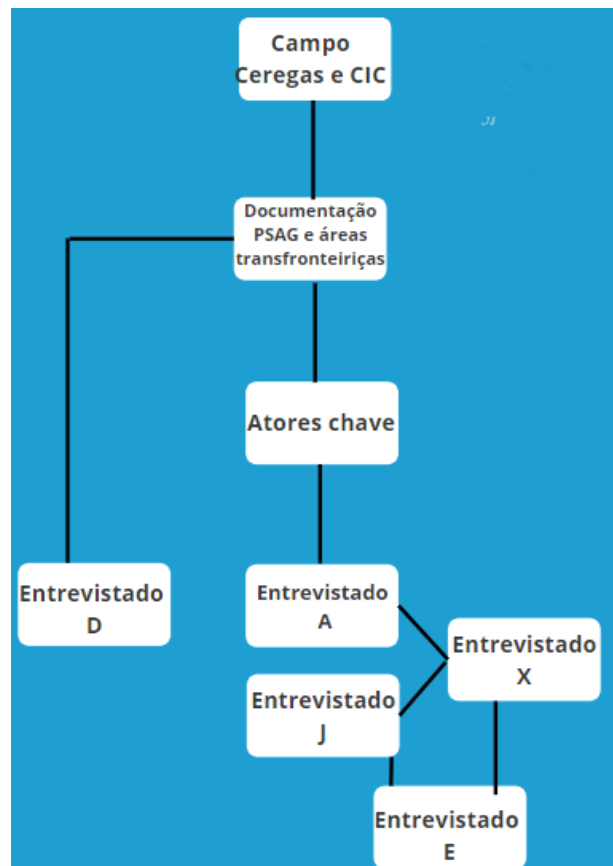 Campo
Ceregas e CIC
Documentação
PSAG e áreas
transfronteiriças
Atores chave
Entrevistado
D
Entrevistado
A
Entrevistado
X
Entrevistado
J
Entrevistado
E